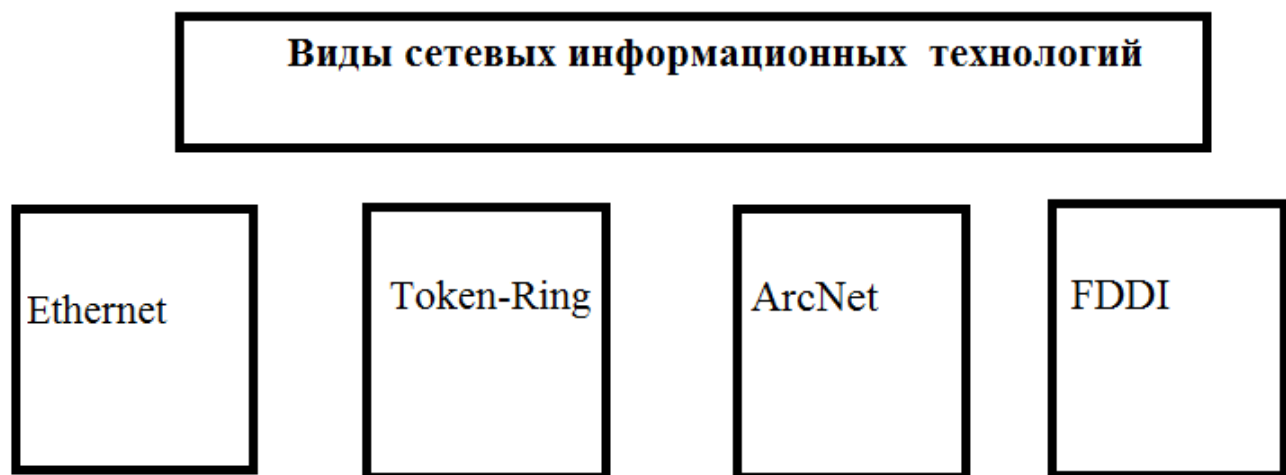 Виды сетевых информационных технологий
Ethernet
Token-Ring
ArcNet
FDDI